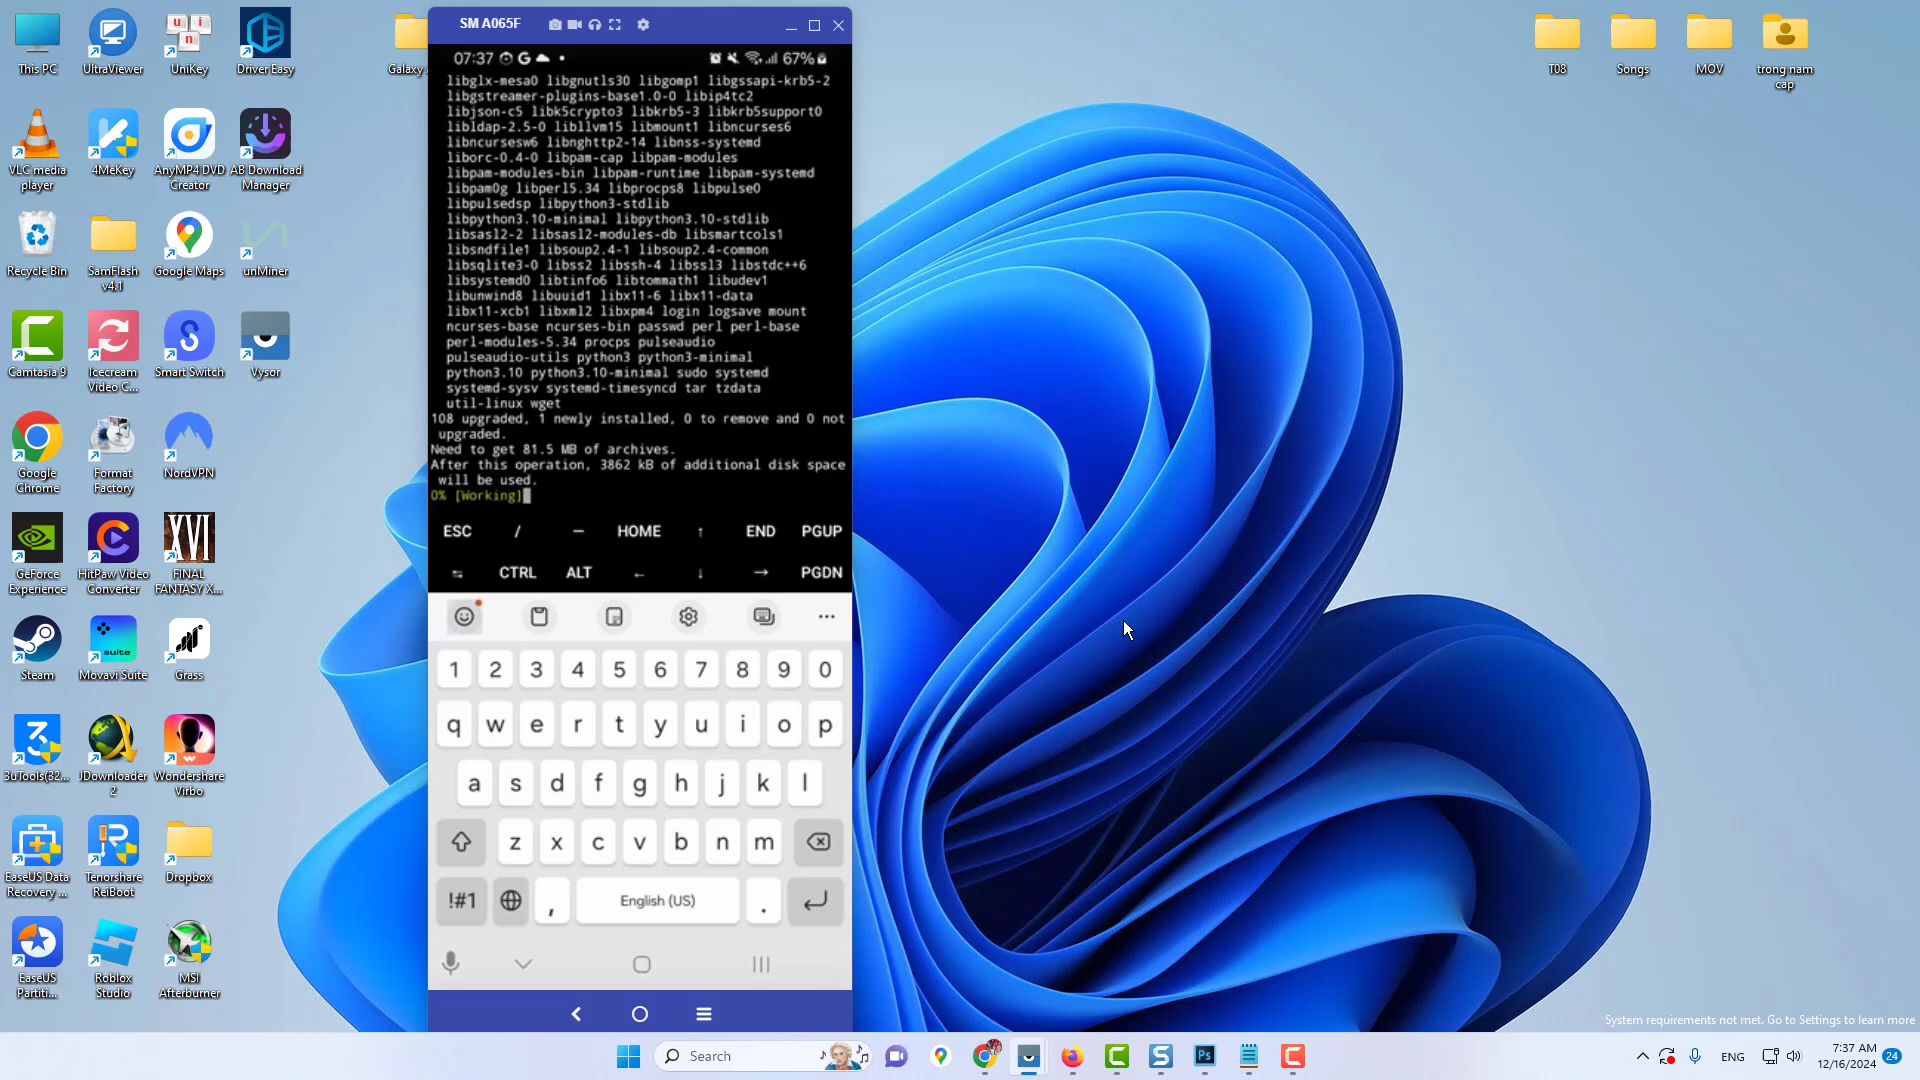 This PC
UltraViewer
UniKey
Driver Easy
VLC media
player
4MeKey
AnyMP4 DVD
Creator
AB Download
Manager
Recycle Bin
SamFlash
v4.1
Google Maps
unMiner
Camtasia 9
Icecream
Video C...
Smart Switch
Vysor
Google
Chrome
Format
Factory
NordVPN
GeForce
Experience
HitPaw Video
Converter
XVI
FINAL
FANTASY X...
Steam
suite
Movavi Suite
Grass
3uTools(32...
JDownloader
2
Wondershare
Virbo
EaseUS Data
Recovery ...
Tenorshare
ReiBoot
Dropbox
EaseUS
Partiti...
Roblox
Studio
MSI
Afterburner
Galaxy
SM A065F
07:37
67%
libglx-mesa0 libgnutls30 libgomp1 libgssapi-krb5-2
libgstreamer-plugins-base1.0-0 libip4tc2
libjson-c5 libk5crypto3 libkrb5-3 libkrb5support0
libldap-2.5-0 libllvm15 libmount1 libncurses6
libncursesw6 libnghttp2-14 libnss-systemd
liborc-0.4-0 libpam-cap libpam-modules
libpam-modules-bin libpam-runtime libpam-systemd
libpam0g libperl5.34 libprocps8 libpulse0
libpulsedsp libpython3-stdlib
libpython3.10-minimal libpython3.10-stdlib
libsasl2-2 libsasl2-modules-db libsmartcols1
libsndfile1 libsoup2.4-1 libsoup2.4-common
libsqlite3-0 libss2 libssh-4 libssl3 libstdc++6
libsystemd0 libtinfo6 libtommath1 libudev1
libunwind8 libuuid1 libx11-6 libx11-data
libx11-xcb1 libxml2 libxpm4 login logsave mount
ncurses-base ncurses-bin passwd perl perl-base
perl-modules-5.34 procps pulseaudio
pulseaudio-utils python3 python3-minimal
python3.10 python3.10-minimal sudo systemd
systemd-sysv systemd-timesyncd tar tzdata
util-linux wget
108 upgraded, 1 newly installed, 0 to remove and 0 not
upgraded.
Need to get 81.5 MB of archives.
After this operation, 3862 kB of additional disk space
will be used.
0% [Working]
ESC / — HOME ↑ END PGUP
CTRL ALT ← ↓ → PGDN
1 2 3 4 5 6 7 8 9 0
q w e r t y u i o p
a s d f g h j k l
z x c v b n m
!#1 , English (US) .
T08
Songs
MOV
trong nam
cap
System requirements not met. Go to Settings to learn more
Search
Ps
ENG
7:37 AM
12/16/2024
24